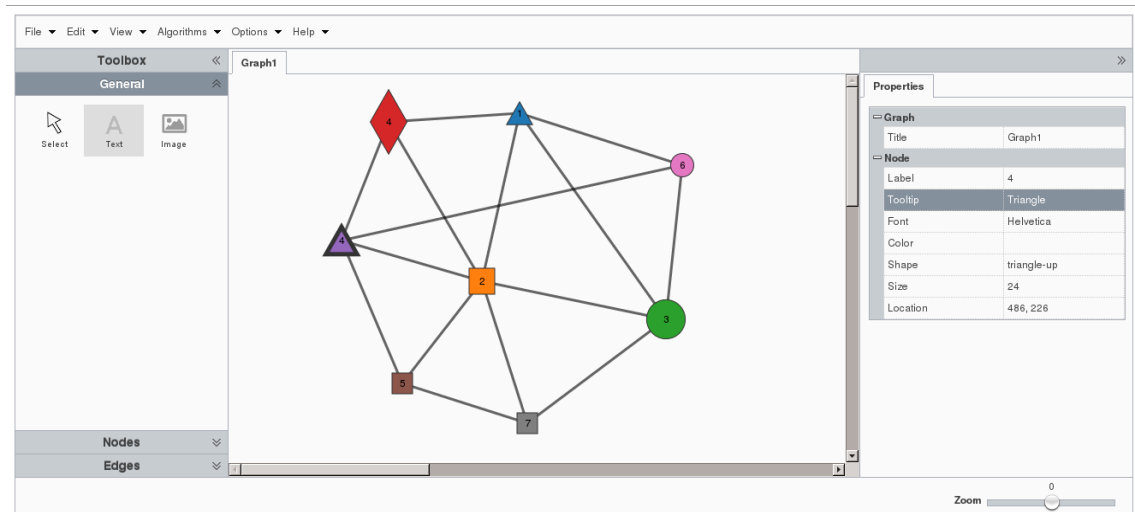 File Edit View Algorithms Options Help
Toolbox
General
Select Text Image
Nodes
Edges
Graph1
4
1
6
4
2
3
5
7
Properties
Graph
Title Graph1
Node
Label 4
Tooltip Triangle
Font Helvetica
Color
Shape triangle-up
Size 24
Location 486, 226
0
Zoom